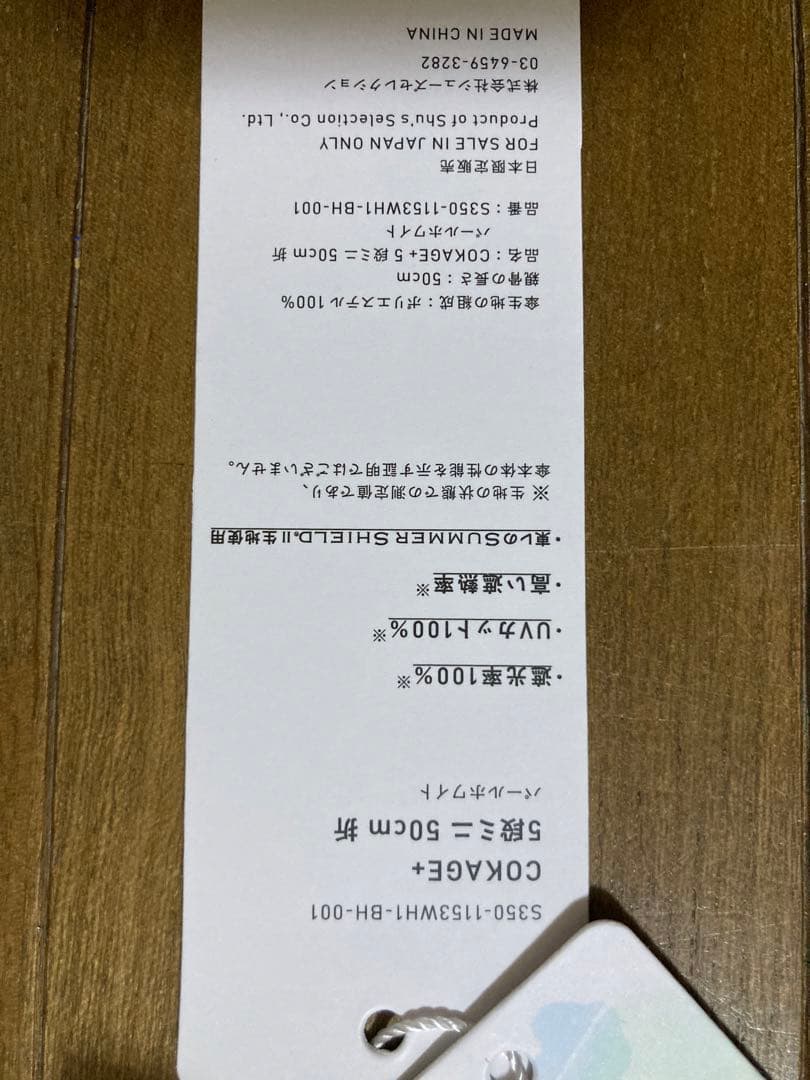 S350-1153WH1-BH-001
COKAGE+
5段ミニ 50cm 折
パールホワイト
・遮光率100%※
・UVカット100%※
・高い遮熱率※
・東レのSUMMER SHIELD®II生地使用
※ 生地の状態での測定値であり、
傘本体の性能を示す証明ではございません。
傘生地の組成：ポリエステル 100%
親骨の長さ：50cm
品名：COKAGE+ 5 段ミニ 50cm 折
パールホワイト
品番：S350-1153WH1-BH-001
日本限定販売
FOR SALE IN JAPAN ONLY
Product of Shu's Selection Co., Ltd.
株式会社シューズセレクション
03-6459-3282
MADE IN CHINA